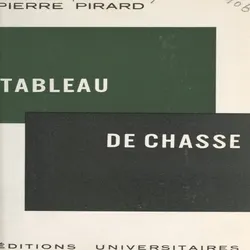 PIERRE PIRARD
TABLEAU
DE CHASSE
ÉDITIONS UNIVERSITAIRES